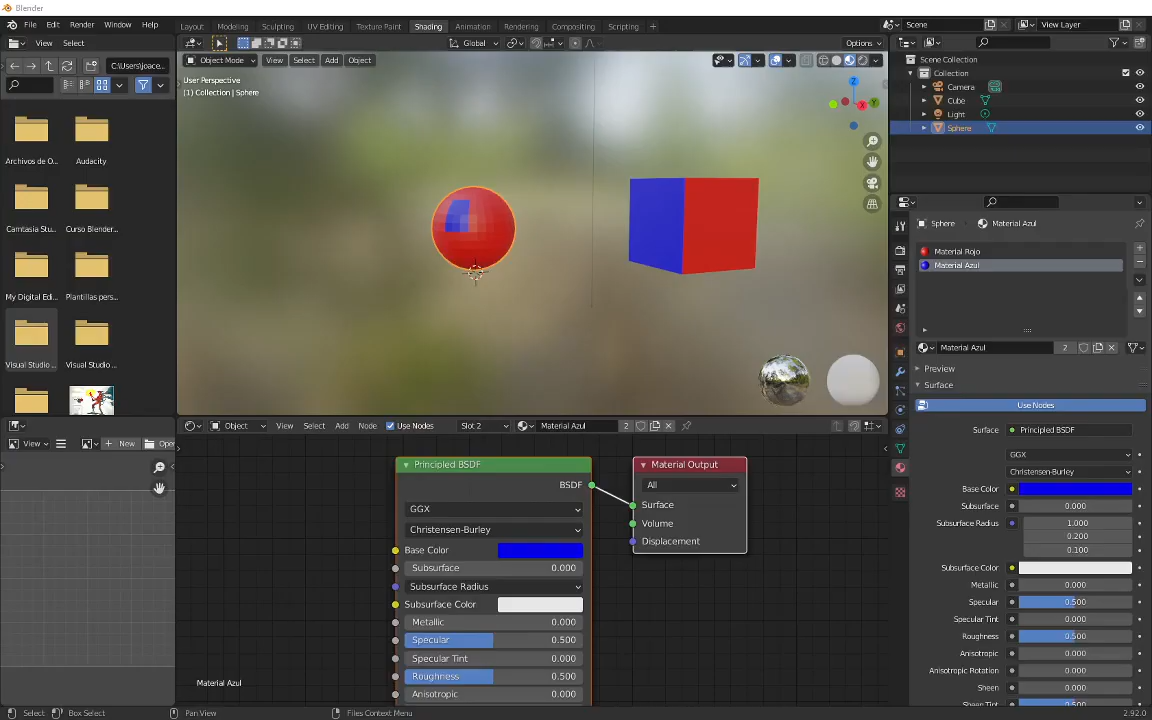 Blender
File Edit Render Window Help
Layout Modeling Sculpting UV Editing Texture Paint Shading Animation Rendering Compositing Scripting +
Scene
View Layer
View Select
Global
Options
C:\Users\joace...
Object Mode View Select Add Object
User Perspective
(1) Collection | Sphere
X
Y
Z
Archivos de O...
Audacity
Camtasia Stu...
Curso Blender...
My Digital Edi...
Plantillas pers...
Visual Studio ...
Visual Studio ...
Scene Collection
Collection
Camera
Cube
Light
Sphere
Sphere Material Azul
Material Rojo
Material Azul
Material Azul 2
Preview
Surface
Use Nodes
Surface Principled BSDF
GGX
Christensen-Burley
Base Color
Subsurface 0.000
Subsurface Radius 1.000
0.200
0.100
Subsurface Color
Metallic 0.000
Specular 0.500
Specular Tint 0.000
Roughness 0.500
Anisotropic 0.000
Anisotropic Rotation 0.000
Sheen 0.000
Sheen Tint 0.500
View
New
Open
Object View Select Add Node Use Nodes Slot 2 Material Azul 2
Principled BSDF
BSDF
GGX
Christensen-Burley
Base Color
Subsurface 0.000
Subsurface Radius
Subsurface Color
Metallic 0.000
Specular 0.500
Specular Tint 0.000
Roughness 0.500
Anisotropic 0.000
Material Output
All
Surface
Volume
Displacement
Material Azul
Select Box Select Pan View Files Context Menu 2.92.0